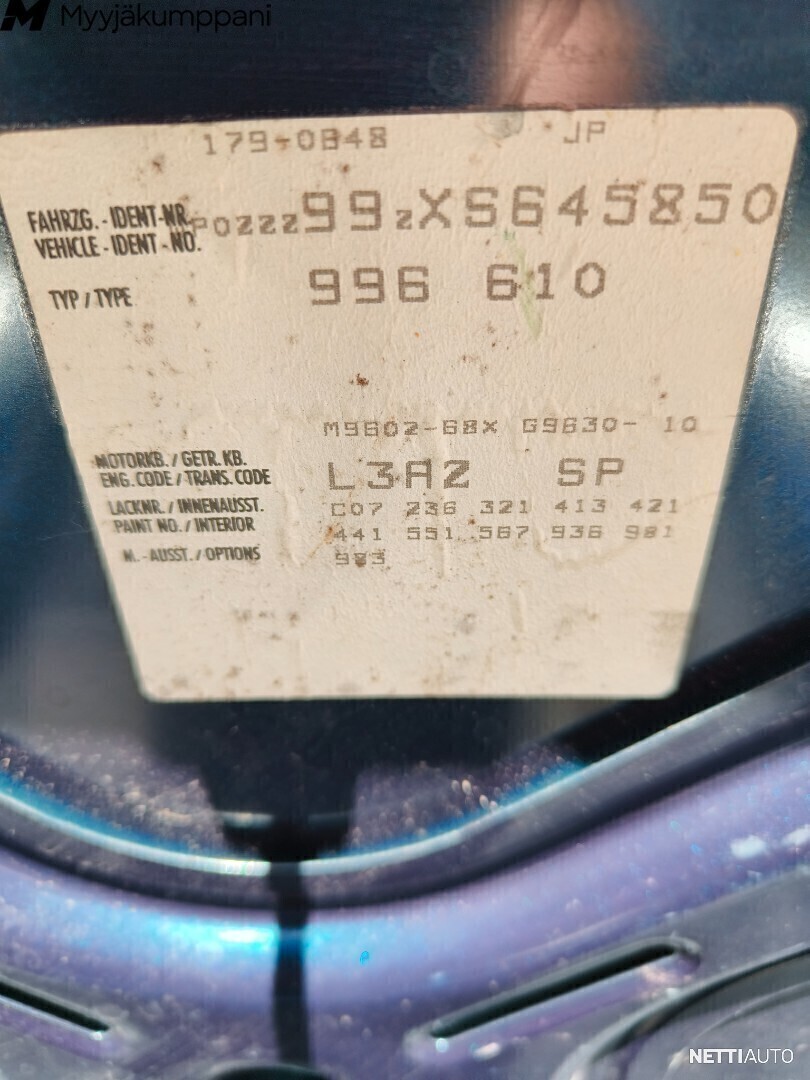 Myyjäkumppani
179-0848 JP
FAHRZG.-IDENT-NR.
VEHICLE-IDENT-NO.
P0ZZZ99ZXS645850
TYP / TYPE 996 610
M9602-68X G9630- 10
MOTORKB. / GETR. KB.
ENG. CODE / TRANS. CODE
L3AZ SP
LACKNR. / INNENAUSST.
PAINT NO. / INTERIOR
C07 236 321 413 421
441 551 567 936 981
M.-AUSST. / OPTIONS
983
NETTIAUTO